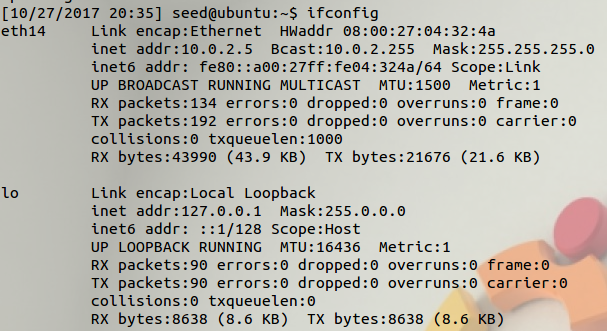 [10/27/2017 20:35] seed@ubuntu:~$ ifconfig
eth14     Link encap:Ethernet  HWaddr 08:00:27:04:32:4a
          inet addr:10.0.2.5  Bcast:10.0.2.255  Mask:255.255.255.0
          inet6 addr: fe80::a00:27ff:fe04:324a/64 Scope:Link
          UP BROADCAST RUNNING MULTICAST  MTU:1500  Metric:1
          RX packets:134 errors:0 dropped:0 overruns:0 frame:0
          TX packets:192 errors:0 dropped:0 overruns:0 carrier:0
          collisions:0 txqueuelen:1000
          RX bytes:43990 (43.9 KB)  TX bytes:21676 (21.6 KB)
lo        Link encap:Local Loopback
          inet addr:127.0.0.1  Mask:255.0.0.0
          inet6 addr: ::1/128 Scope:Host
          UP LOOPBACK RUNNING  MTU:16436  Metric:1
          RX packets:90 errors:0 dropped:0 overruns:0 frame:0
          TX packets:90 errors:0 dropped:0 overruns:0 carrier:0
          collisions:0 txqueuelen:0
          RX bytes:8638 (8.6 KB)  TX bytes:8638 (8.6 KB)